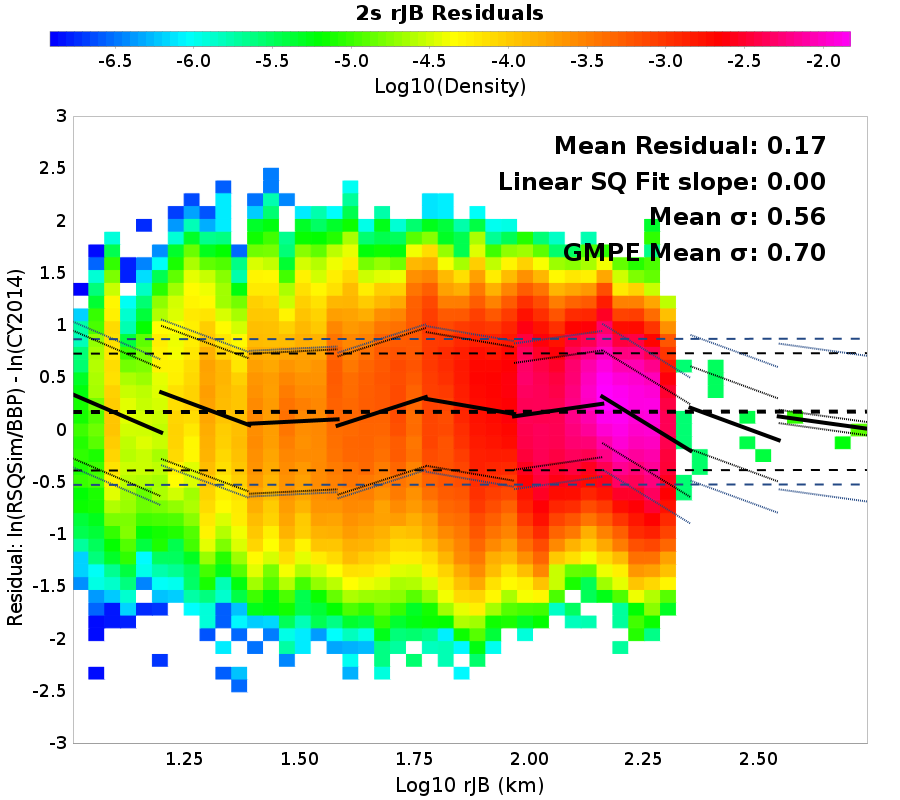 2s rJB Residuals
-6.5 -6.0 -5.5 -5.0 -4.5 -4.0 -3.5 -3.0 -2.5 -2.0
Log10(Density)
Mean Residual: 0.17
Linear SQ Fit slope: 0.00
Mean σ: 0.56
GMPE Mean σ: 0.70
Residual: ln(RSQSim/BBP) - ln(CY2014)
3
2.5
2
1.5
1
0.5
0
-0.5
-1
-1.5
-2
-2.5
-3
1.25 1.50 1.75 2.00 2.25 2.50
Log10 rJB (km)